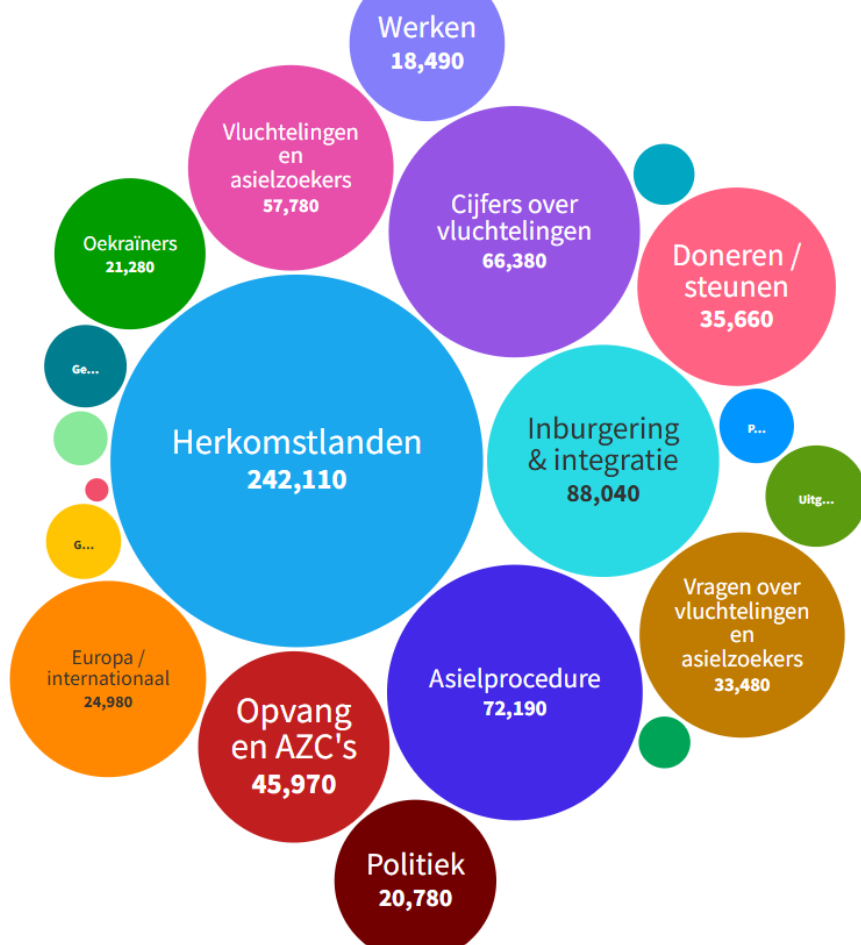 Werken
18,490
Vluchtelingen
en
asielzoekers
57,780
Cijfers over
vluchtelingen
66,380
Oekraïners
21,280
Doneren /
steunen
35,660
Ge...
Herkomstlanden
242,110
Inburgering
& integratie
88,040
P...
Uitg...
G...
Vragen over
vluchtelingen
en
asielzoekers
33,480
Europa /
internationaal
24,980
Asielprocedure
72,190
Opvang
en AZC's
45,970
Politiek
20,780